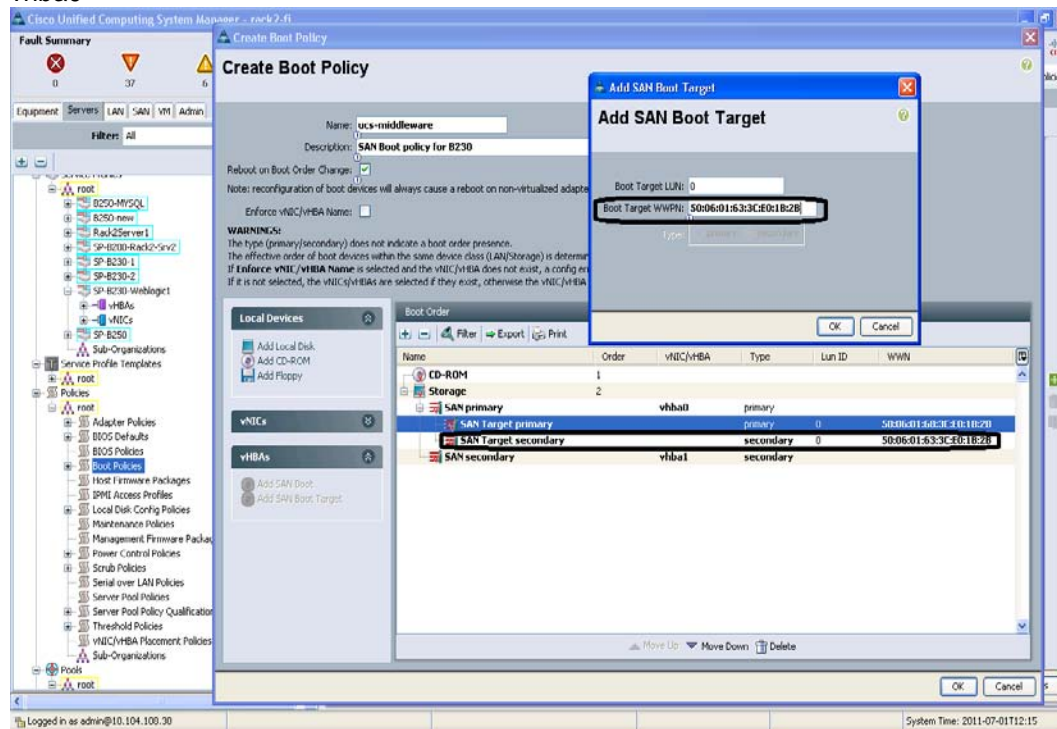 Cisco Unified Computing System Manager - rack2-fi
Fault Summary
0 37 6
Equipment Servers LAN SAN VM Admin
Filter: All
root
B250-MYSQL
B250-new
Rack2Server1
SP-B200-Rack2-Srv2
SP-B230-1
SP-B230-2
SP-B230-Weblogic1
vHBAs
vNICs
SP-B250
Sub-Organizations
Service Profile Templates
root
Policies
root
Adapter Policies
BIOS Defaults
BIOS Policies
Boot Policies
Host Firmware Packages
IPMI Access Profiles
Local Disk Config Policies
Maintenance Policies
Management Firmware Packag
Power Control Policies
Scrub Policies
Serial over LAN Policies
Server Pool Policies
Server Pool Policy Qualification
Threshold Policies
vNIC/vHBA Placement Policies
Sub-Organizations
Pools
root
Create Boot Policy
Create Boot Policy
Name: ucs-middleware
Description: SAN Boot policy for B230
Reboot on Boot Order Change:
Note: reconfiguration of boot devices will always cause a reboot on non-virtualized adapte
Enforce vNIC/vHBA Name:
WARNINGS:
The type (primary/secondary) does not indicate a boot order presence.
The effective order of boot devices within the same device class (LAN/Storage) is determin
If Enforce vNIC/vHBA Name is selected and the vNIC/vHBA does not exist, a config er
If it is not selected, the vNICs/vHBAs are selected if they exist, otherwise the vNIC/vHBA
Local Devices
Add Local Disk
Add CD-ROM
Add Floppy
vNICs
vHBAs
Add SAN Boot
Add SAN Boot Target
Boot Order
Filter Export Print
Name Order vNIC/vHBA Type Lun ID WWN
CD-ROM 1
Storage 2
SAN primary vhba0 primary
SAN Target primary primary 0
SAN Target secondary secondary 0 50:06:01:63:3C:E0:1B:2B
SAN secondary vhba1 secondary
Move Up Move Down Delete
OK Cancel
Add SAN Boot Target
Add SAN Boot Target
Boot Target LUN: 0
Boot Target WWPN: 50:06:01:63:3C:E0:1B:2B
Type: primary secondary
OK Cancel
Logged in as admin@10.104.108.30
System Time: 2011-07-01T12:15